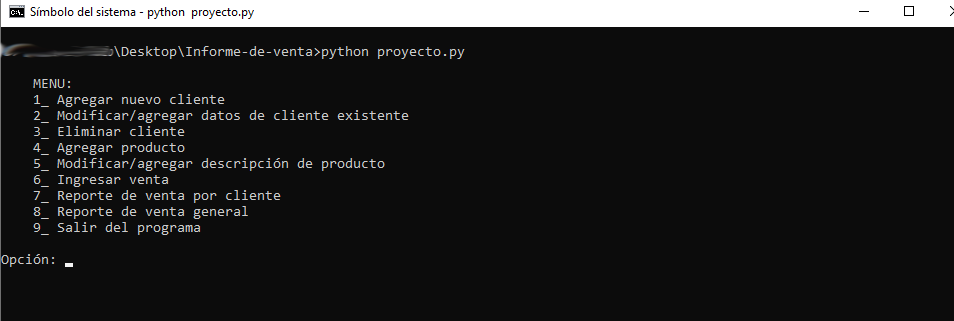 Símbolo del sistema - python proyecto.py
\Desktop\Informe-de-venta>python proyecto.py
MENU:
1_ Agregar nuevo cliente
2_ Modificar/agregar datos de cliente existente
3_ Eliminar cliente
4_ Agregar producto
5_ Modificar/agregar descripción de producto
6_ Ingresar venta
7_ Reporte de venta por cliente
8_ Reporte de venta general
9_ Salir del programa
Opción: